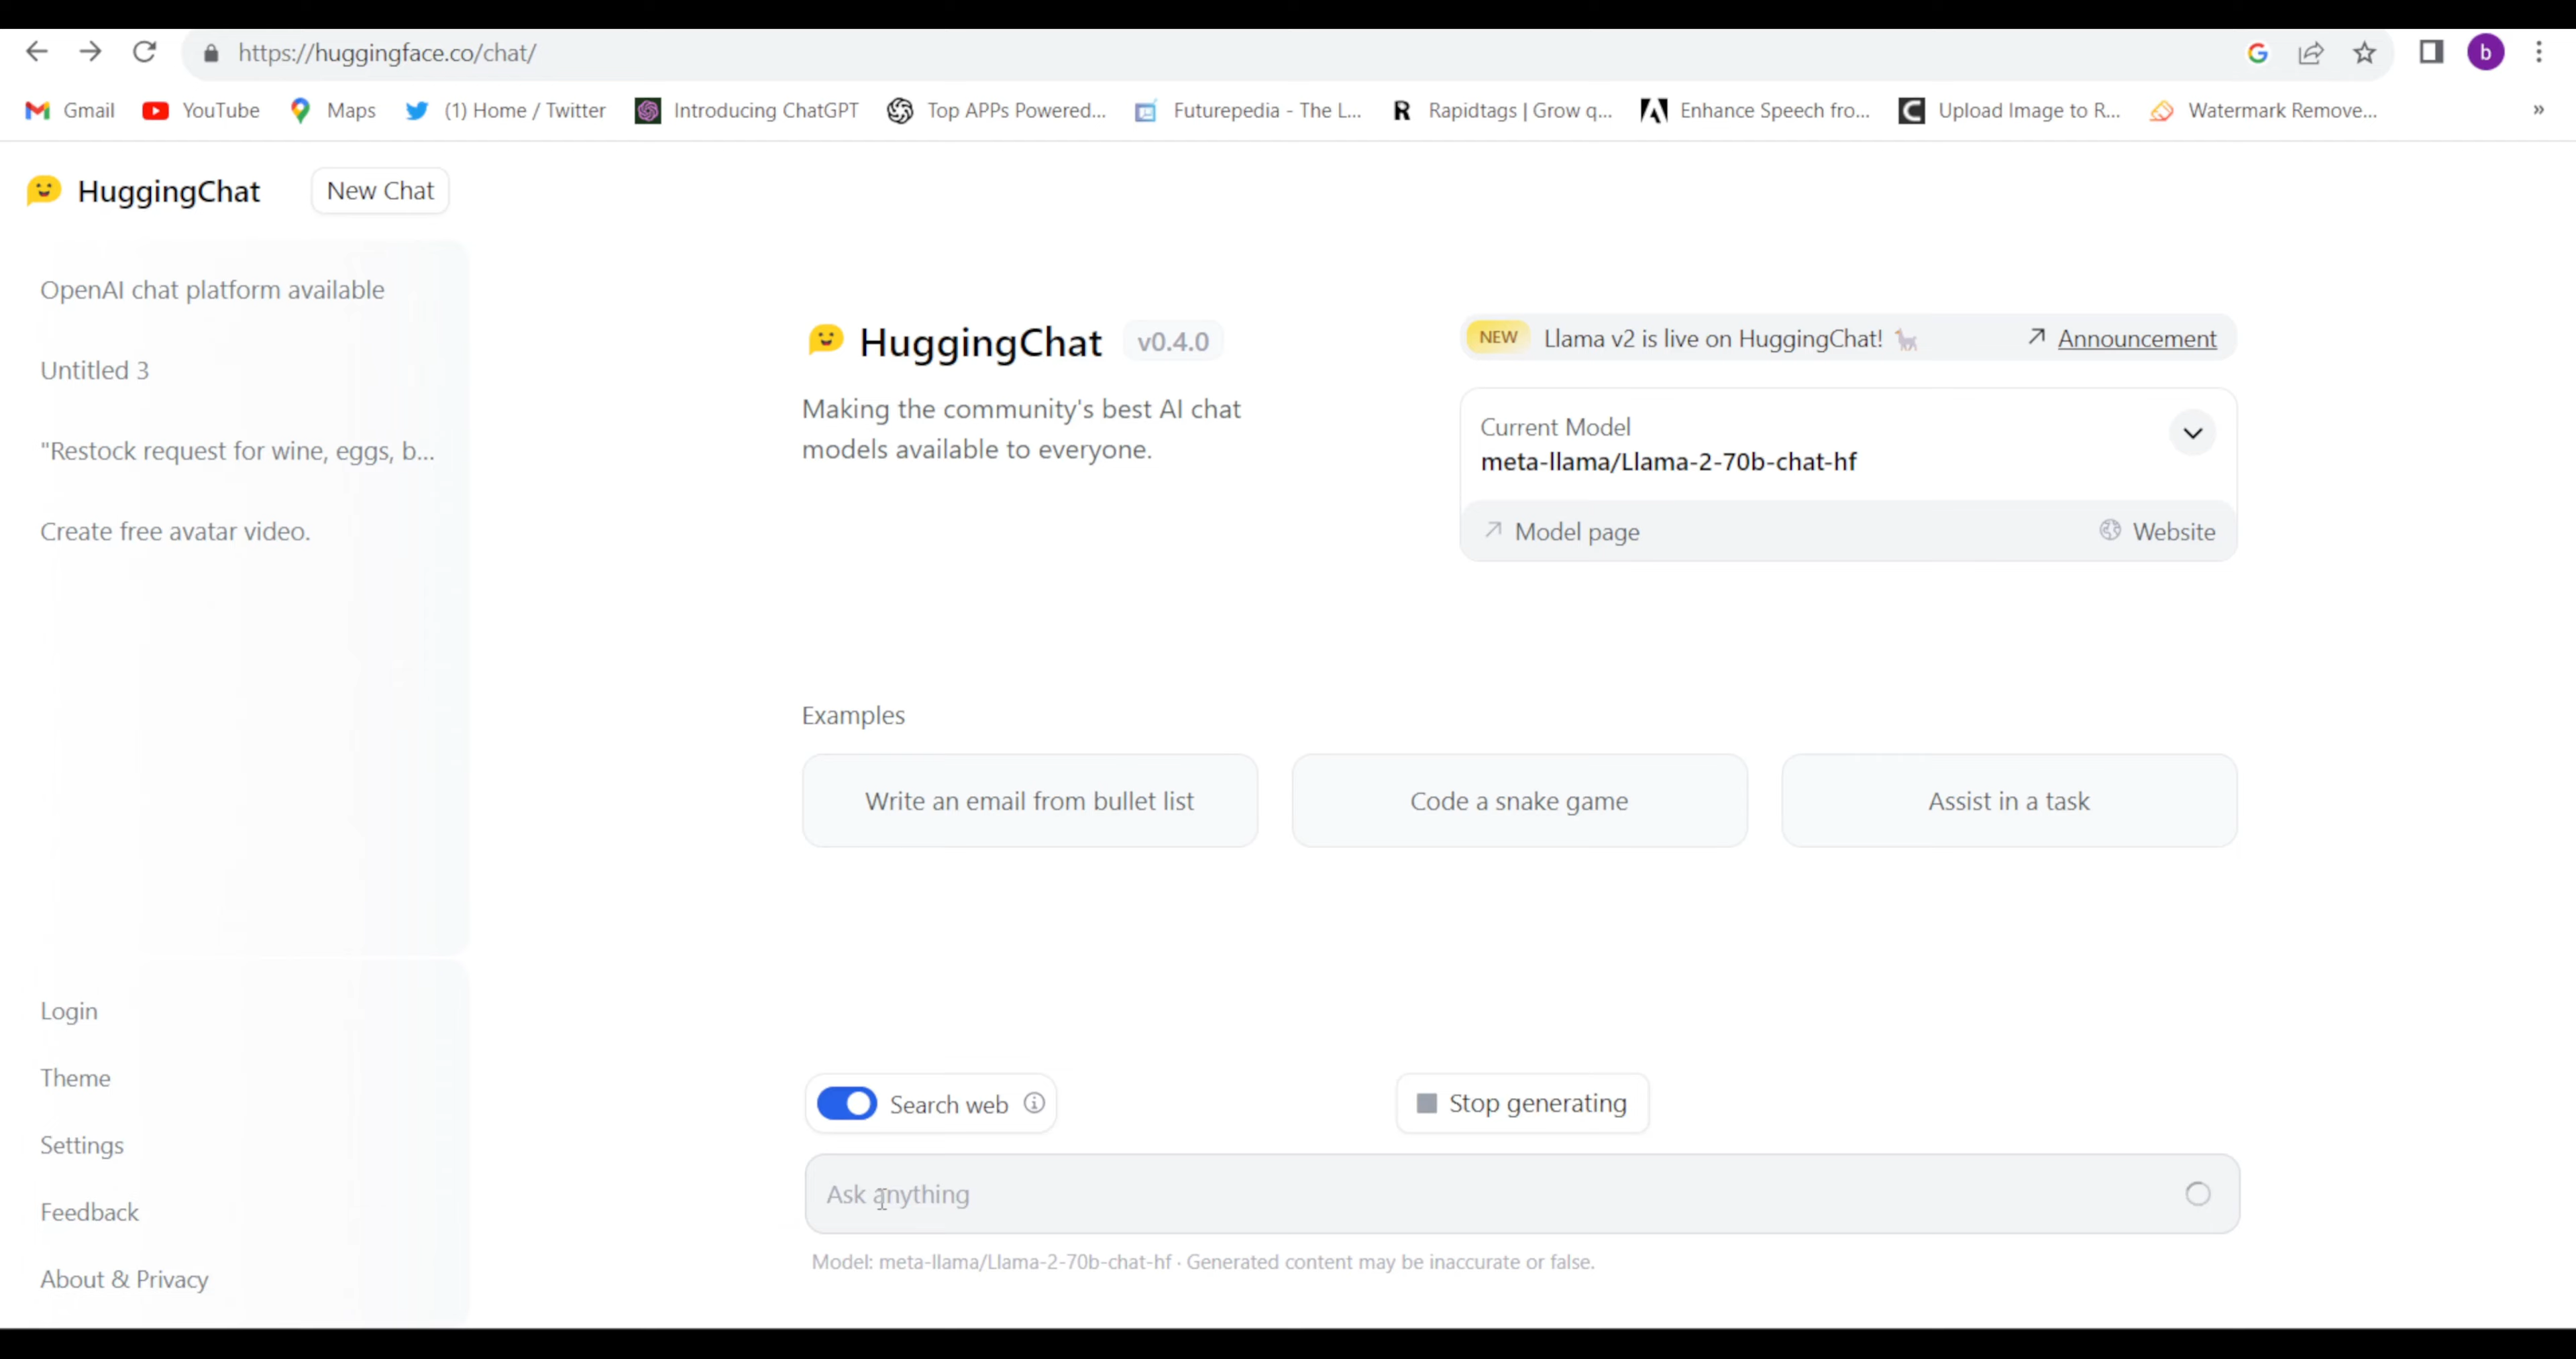 https://huggingface.co/chat/
b
Gmail
YouTube
Maps
(1) Home / Twitter
Introducing ChatGPT
Top APPs Powered...
Futurepedia - The L...
Rapidtags | Grow q...
Enhance Speech fro...
Upload Image to R...
Watermark Remove...
»
HuggingChat
New Chat
OpenAI chat platform available
Untitled 3
"Restock request for wine, eggs, b...
Create free avatar video.
Login
Theme
Settings
Feedback
About & Privacy
HuggingChat v0.4.0
Making the community's best AI chat
models available to everyone.
NEW Llama v2 is live on HuggingChat! 🦙 Announcement
Current Model
meta-llama/Llama-2-70b-chat-hf
Model page
Website
Examples
Write an email from bullet list
Code a snake game
Assist in a task
Search web
Stop generating
Ask anything
Model: meta-llama/Llama-2-70b-chat-hf · Generated content may be inaccurate or false.